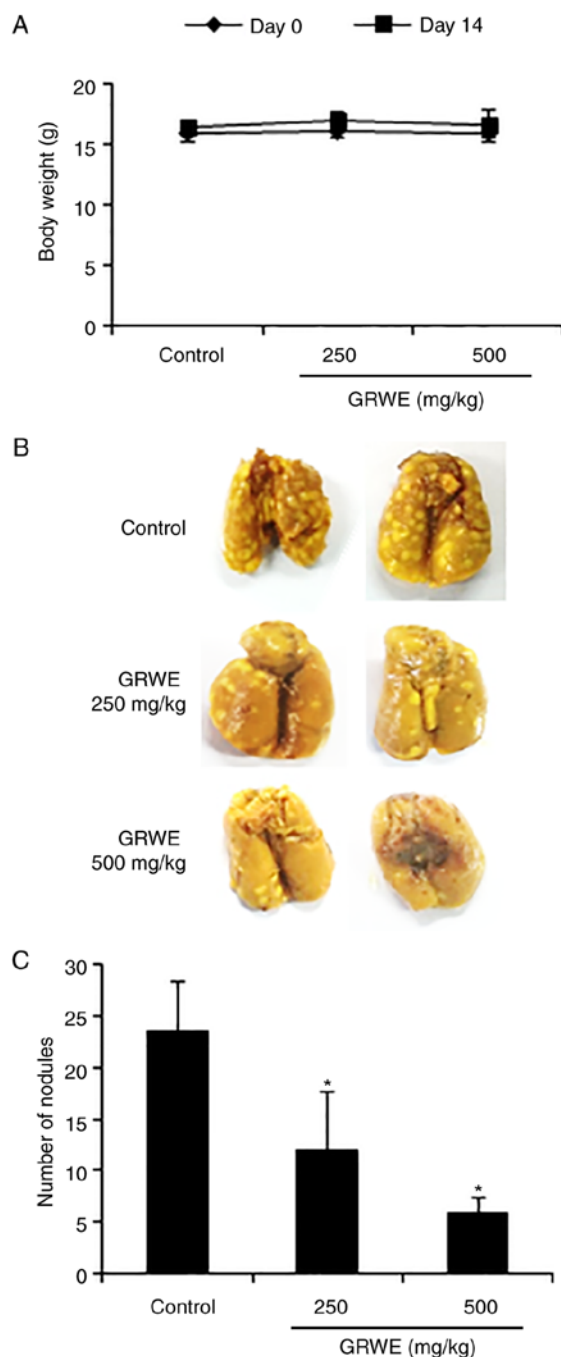 A
Day 0 Day 14
Body weight (g)
20
15
10
5
0
Control 250 500
GRWE (mg/kg)
B
Control
GRWE
250 mg/kg
GRWE
500 mg/kg
C
Number of nodules
30
25
20
15
10
5
0
* 
*
Control 250 500
GRWE (mg/kg)